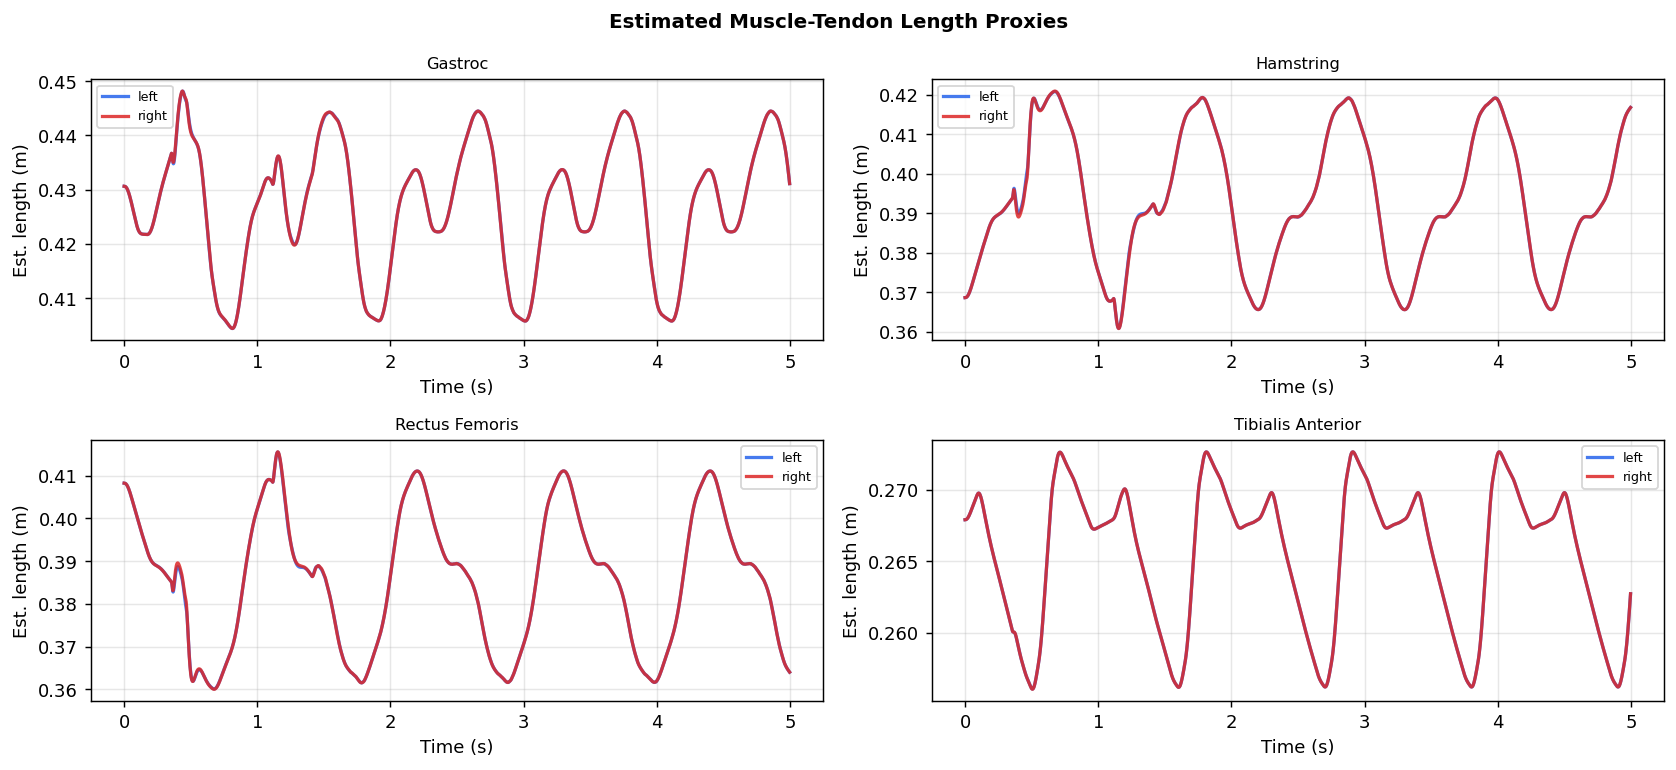 Estimated Muscle-Tendon Length Proxies
Gastroc
Est. length (m)
0.45
0.44
0.43
0.42
0.41
left
right
0 1 2 3 4 5
Time (s)
Hamstring
Est. length (m)
0.42
0.41
0.40
0.39
0.38
0.37
0.36
left
right
0 1 2 3 4 5
Time (s)
Rectus Femoris
Est. length (m)
0.41
0.40
0.39
0.38
0.37
0.36
left
right
0 1 2 3 4 5
Time (s)
Tibialis Anterior
Est. length (m)
0.270
0.265
0.260
left
right
0 1 2 3 4 5
Time (s)